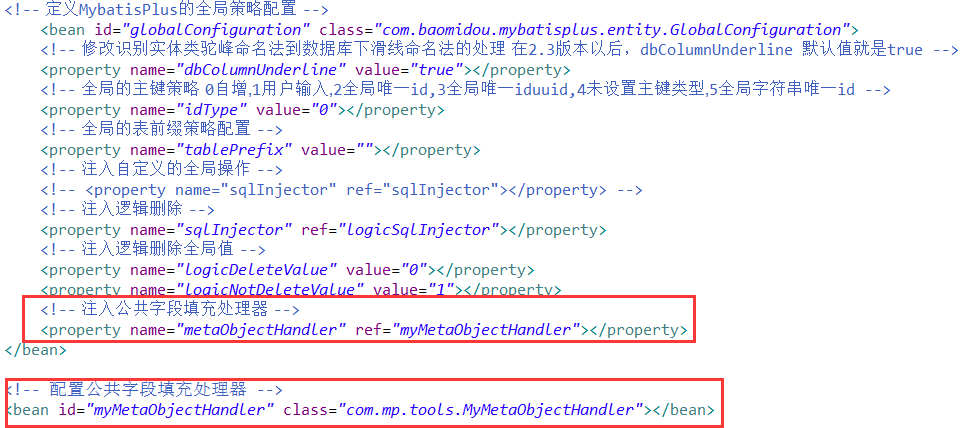 <!-- 定义MybatisPlus的全局策略配置 -->
<bean id="globalConfiguration" class="com.baomidou.mybatisplus.entity.GlobalConfiguration">
<!-- 修改识别实体类驼峰命名法到数据库下滑线命名法的处理 在2.3版本以后，dbColumnUnderline 默认值就是true -->
<property name="dbColumnUnderline" value="true"></property>
<!-- 全局的主键策略 0自增,1用户输入,2全局唯一id,3全局唯一iduuid,4未设置主键类型,5全局字符串唯一id -->
<property name="idType" value="0"></property>
<!-- 全局的表前缀策略配置 -->
<property name="tablePrefix" value=""></property>
<!-- 注入自定义的全局操作 -->
<!-- <property name="sqlInjector" ref="sqlInjector"></property> -->
<!-- 注入逻辑删除 -->
<property name="sqlInjector" ref="logicSqlInjector"></property>
<!-- 注入逻辑删除全局值 -->
<property name="logicDeleteValue" value="0"></property>
<property name="logicNotDeleteValue" value="1"></property>
<!-- 注入公共字段填充处理器 -->
<property name="metaObjectHandler" ref="myMetaObjectHandler"></property>
</bean>
<!-- 配置公共字段填充处理器 -->
<bean id="myMetaObjectHandler" class="com.mp.tools.MyMetaObjectHandler"></bean>